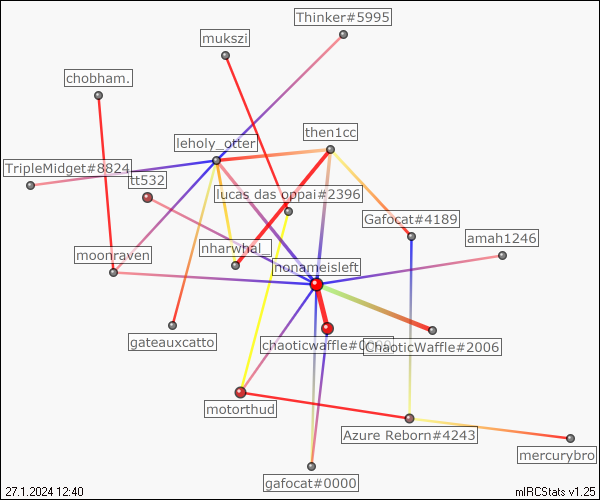 Thinker#5995
mukszi
chobham.
then1cc
leholy_otter
TripleMidget#8824
tt532
lucas das oppai#2396
Gafocat#4189
amah1246
nharwhal_
moonraven
nonameisleft
gateauxcatto
chaoticwaffle#0000
ChaoticWaffle#2006
motorthud
Azure Reborn#4243
mercurybro
gafocat#0000
27.1.2024 12:40
mIRCStats v1.25